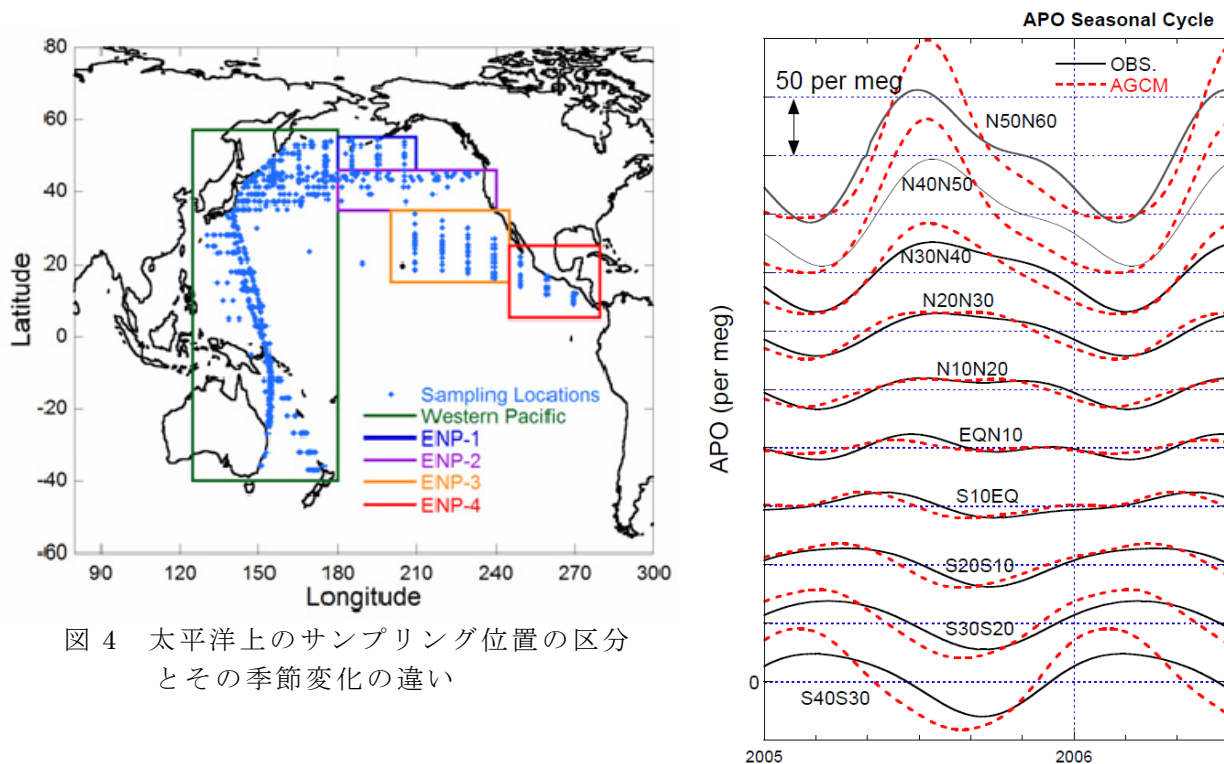 80
60
40
20
0
-20
-40
-60
Latitude
90 120 150 180 210 240 270 300
Longitude
Sampling Locations
Western Pacific
ENP-1
ENP-2
ENP-3
ENP-4
図 4 太平洋上のサンプリング位置の区分
とその季節変化の違い
APO Seasonal Cycle
50 per meg
OBS.
AGCM
N50N60
N40N50
N30N40
N20N30
N10N20
EQN10
S10EQ
S20S10
S30S20
S40S30
APO (per meg)
0
2005 2006